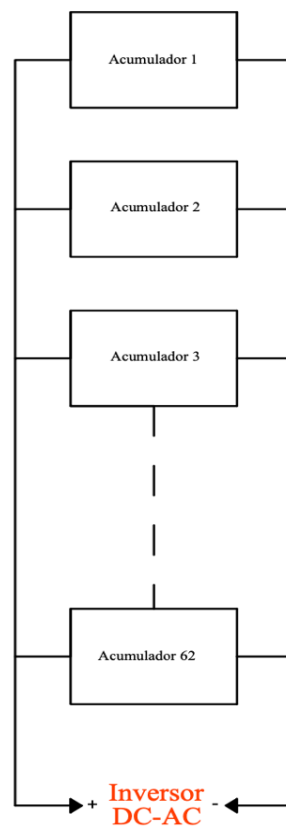 Acumulador 1
Acumulador 2
Acumulador 3
Acumulador 62
+ Inversor -
DC-AC